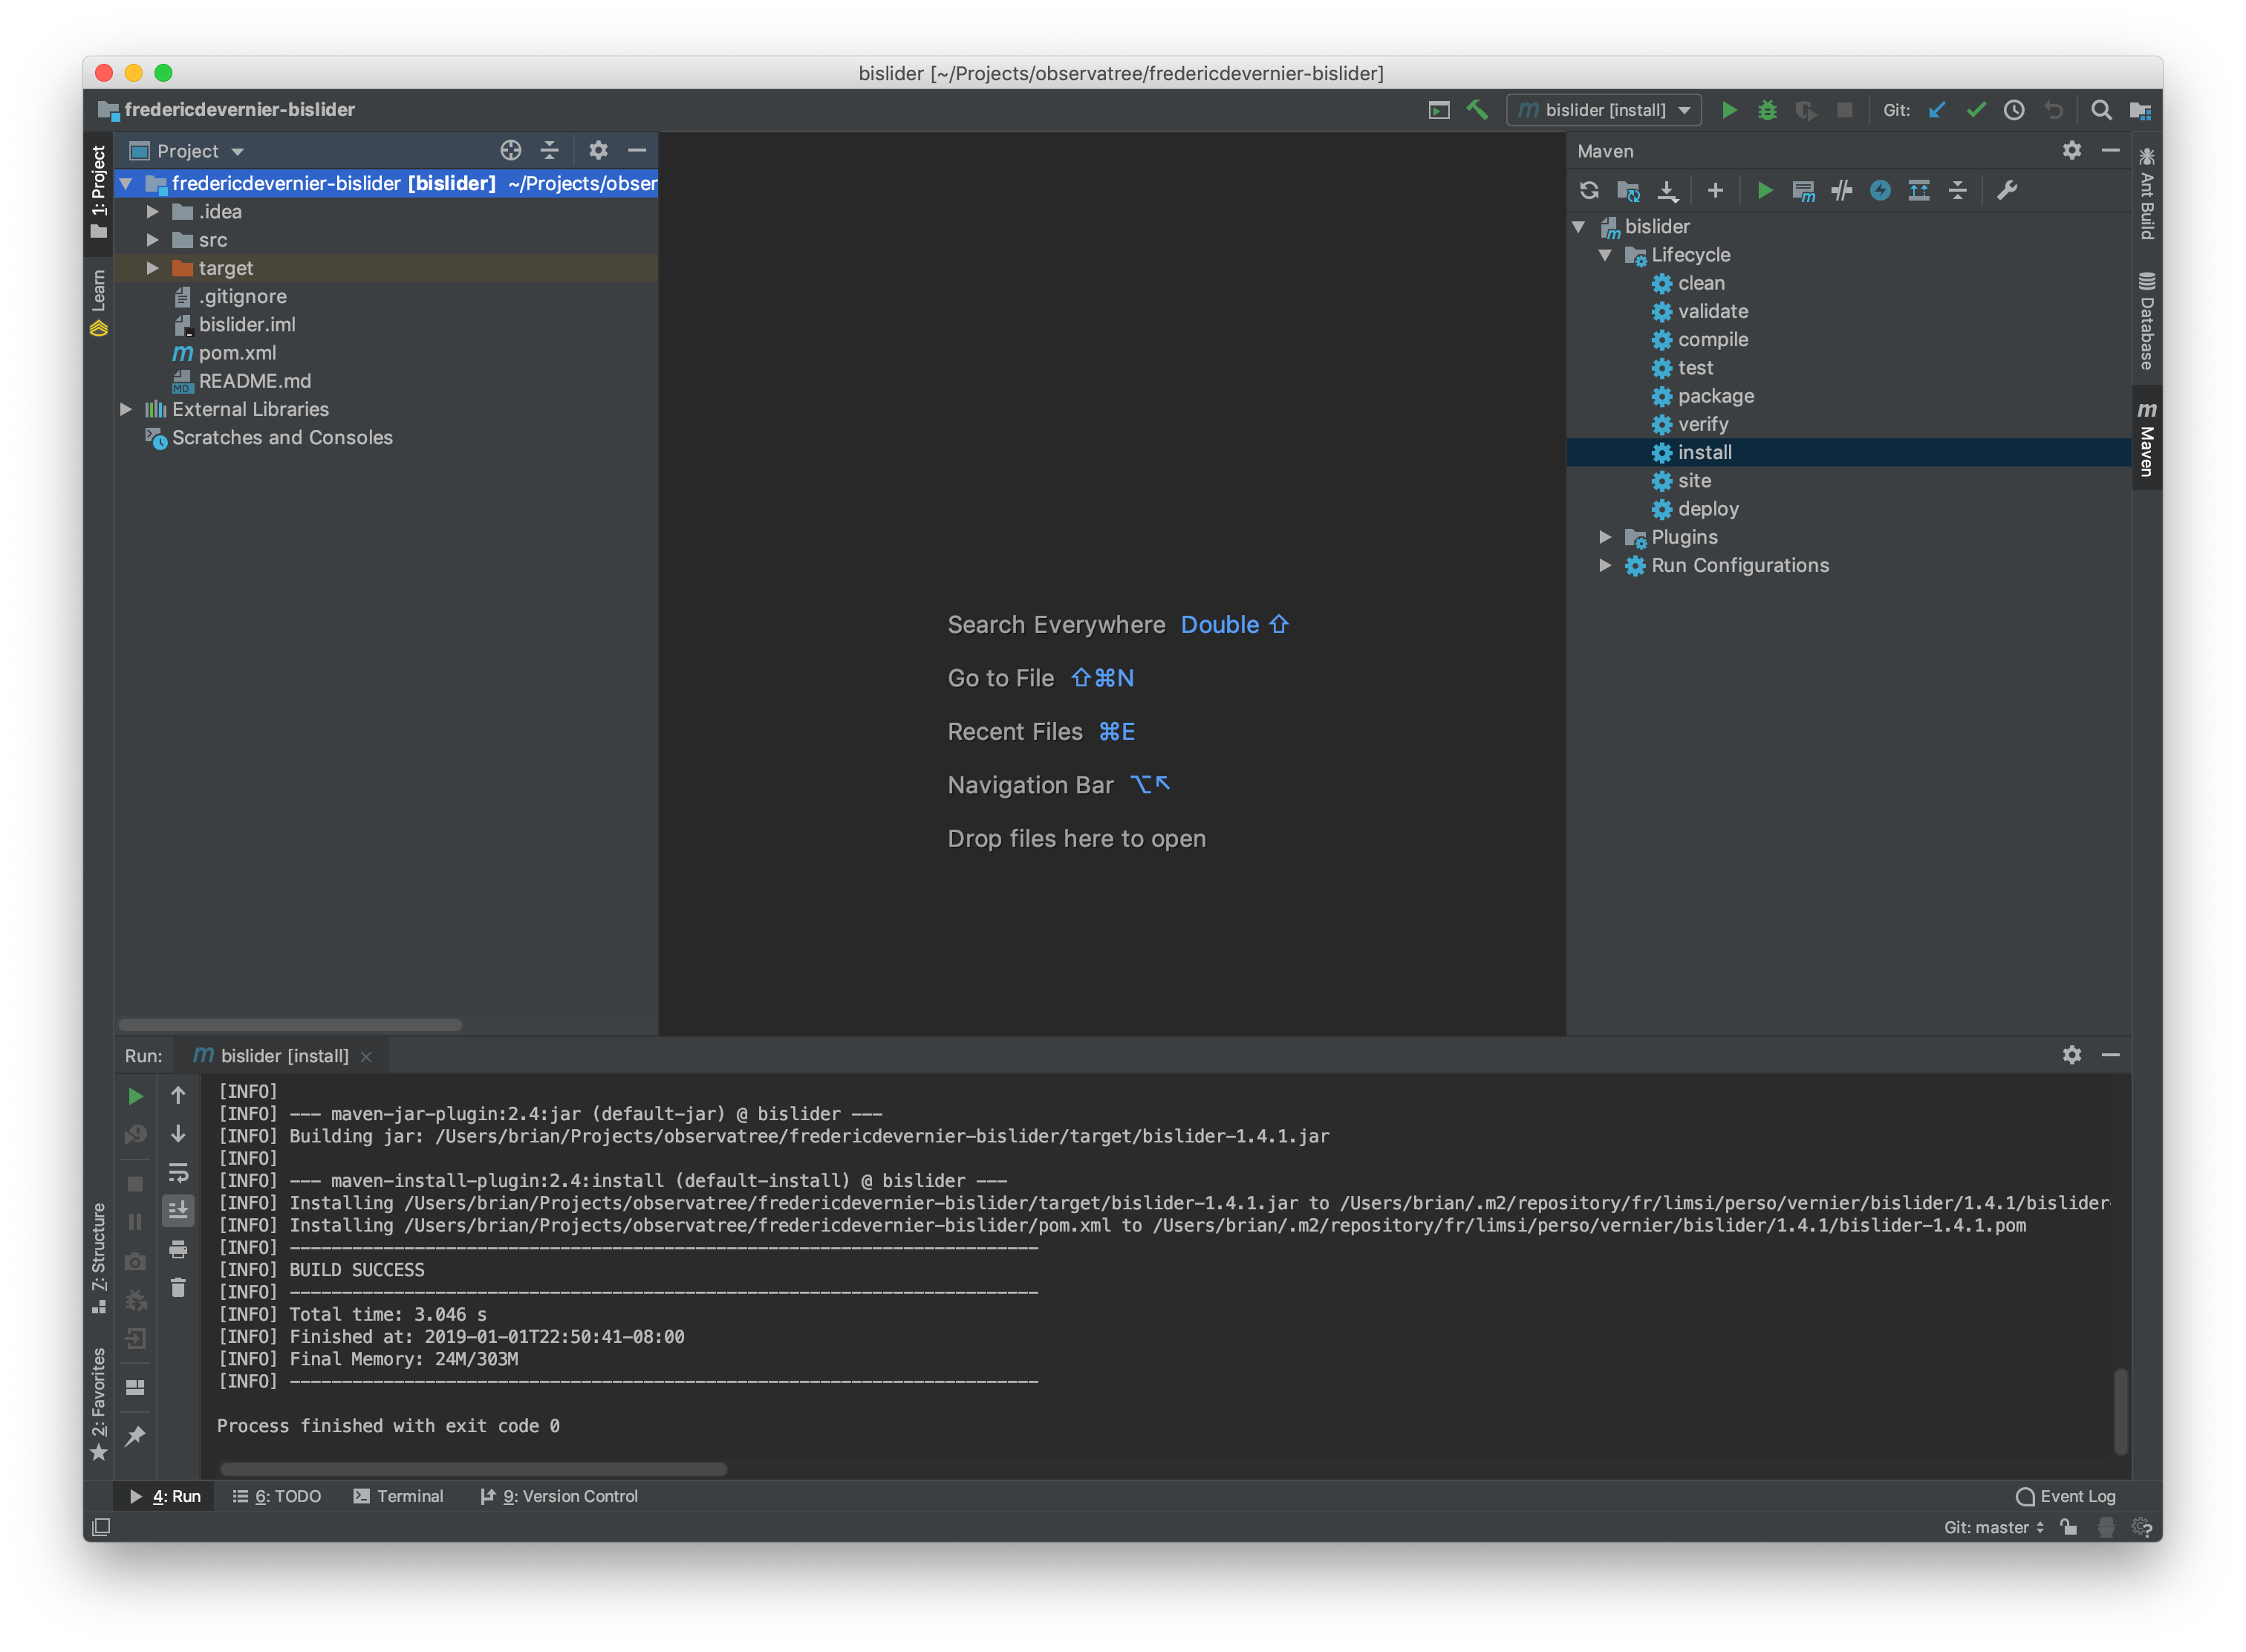 bislider [~/Projects/observatree/fredericdevernier-bislider]
fredericdevernier-bislider
bislider [install]
Git:
1: Project
Learn
Z: Structure
2: Favorites
Project
fredericdevernier-bislider [bislider] ~/Projects/obser
.idea
src
target
.gitignore
bislider.iml
pom.xml
README.md
External Libraries
Scratches and Consoles
Search Everywhere Double ⇧
Go to File ⇧⌘N
Recent Files ⌘E
Navigation Bar ⌥↖
Drop files here to open
Maven
bislider
Lifecycle
clean
validate
compile
test
package
verify
install
site
deploy
Plugins
Run Configurations
Ant Build
Database
Maven
Run: bislider [install]
[INFO]
[INFO] --- maven-jar-plugin:2.4:jar (default-jar) @ bislider ---
[INFO] Building jar: /Users/brian/Projects/observatree/fredericdevernier-bislider/target/bislider-1.4.1.jar
[INFO]
[INFO] --- maven-install-plugin:2.4:install (default-install) @ bislider ---
[INFO] Installing /Users/brian/Projects/observatree/fredericdevernier-bislider/target/bislider-1.4.1.jar to /Users/brian/.m2/repository/fr/limsi/perso/vernier/bislider/1.4.1/bislider-
[INFO] Installing /Users/brian/Projects/observatree/fredericdevernier-bislider/pom.xml to /Users/brian/.m2/repository/fr/limsi/perso/vernier/bislider/1.4.1/bislider-1.4.1.pom
[INFO] ------------------------------------------------------------------------
[INFO] BUILD SUCCESS
[INFO] ------------------------------------------------------------------------
[INFO] Total time: 3.046 s
[INFO] Finished at: 2019-01-01T22:50:41-08:00
[INFO] Final Memory: 24M/303M
[INFO] ------------------------------------------------------------------------
Process finished with exit code 0
4: Run
6: TODO
Terminal
9: Version Control
Event Log
Git: master